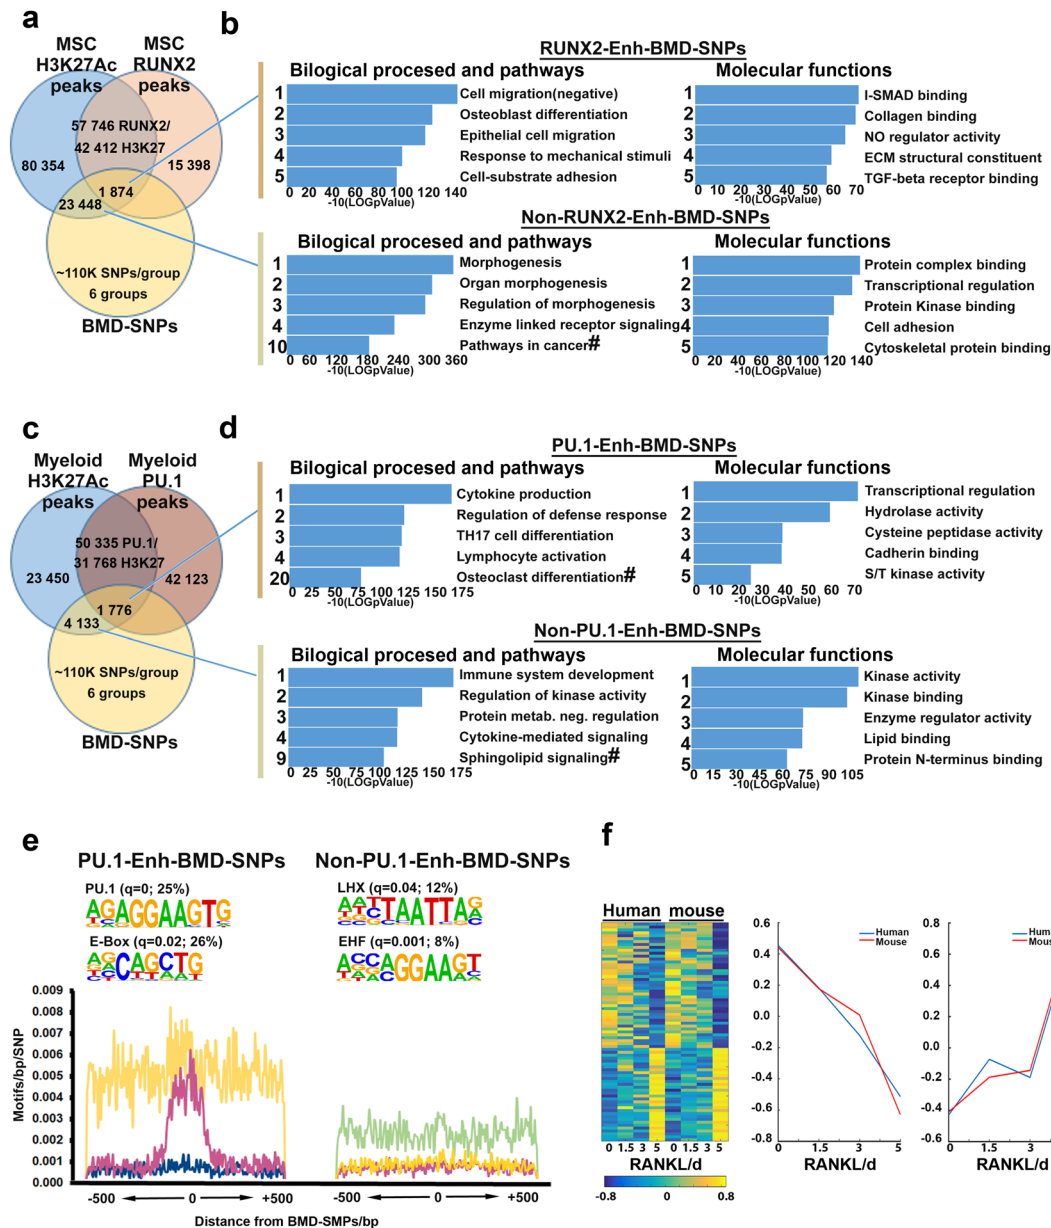 a
MSC
H3K27Ac
peaks
MSC
RUNX2
peaks
57 746 RUNX2/
42 412 H3K27
80 354
15 398
1 874
23 448
~110K SNPs/group
6 groups
BMD-SNPs
b
RUNX2-Enh-BMD-SNPs
Bilogical procesed and pathways
1 Cell migration(negative)
2 Osteoblast differentiation
3 Epithelial cell migration
4 Response to mechanical stimuli
5 Cell-substrate adhesion
0 20 40 60 80 100 120 140
-10(LOGpValue)
Molecular functions
1 I-SMAD binding
2 Collagen binding
3 NO regulator activity
4 ECM structural constituent
5 TGF-beta receptor binding
0 10 20 30 40 50 60 70
-10(LOGpValue)
Non-RUNX2-Enh-BMD-SNPs
Bilogical procesed and pathways
1 Morphogenesis
2 Organ morphogenesis
3 Regulation of morphogenesis
4 Enzyme linked receptor signaling
10 Pathways in cancer#
0 60 120 180 240 300 360
-10(LOGpValue)
Molecular functions
1 Protein complex binding
2 Transcriptional regulation
3 Protein Kinase binding
4 Cell adhesion
5 Cytoskeletal protein binding
0 20 40 60 80 100 120 140
-10(LOGpValue)
c
Myeloid
H3K27Ac
peaks
Myeloid
PU.1
peaks
50 335 PU.1/
31 768 H3K27
23 450
42 123
1 776
4 133
~110K SNPs/group
6 groups
BMD-SNPs
d
PU.1-Enh-BMD-SNPs
Bilogical procesed and pathways
1 Cytokine production
2 Regulation of defense response
3 TH17 cell differentiation
4 Lymphocyte activation
20 Osteoclast differentiation#
0 25 50 75 100 125 150 175
-10(LOGpValue)
Molecular functions
1 Transcriptional regulation
2 Hydrolase activity
3 Cysteine peptidase activity
4 Cadherin binding
5 S/T kinase activity
0 10 20 30 40 50 60 70
-10(LOGpValue)
Non-PU.1-Enh-BMD-SNPs
Bilogical procesed and pathways
1 Immune system development
2 Regulation of kinase activity
3 Protein metab. neg. regulation
4 Cytokine-mediated signaling
9 Sphingolipid signaling#
0 25 50 75 100 125 150 175
-10(LOGpValue)
Molecular functions
1 Kinase activity
2 Kinase binding
3 Enzyme regulator activity
4 Lipid binding
5 Protein N-terminus binding
0 15 30 45 60 75 90 105
-10(LOGpValue)
e
PU.1-Enh-BMD-SNPs
PU.1 (q=0; 25%)
AGAGGAAGTG
E-Box (q=0.02; 26%)
CAGCTG
Non-PU.1-Enh-BMD-SNPs
LHX (q=0.04; 12%)
TAATTA
EHF (q=0.001; 8%)
ACCAGGAAGT
Motifs/bp/SNP
0.009
0.008
0.007
0.006
0.005
0.004
0.003
0.002
0.001
0.000
-500 0 +500
-500 0 +500
Distance from BMD-SMPs/bp
f
Human mouse
0 1.5 3 5 0 1.5 3 5
RANKL/d
-0.8 0 0.8
Human
Mouse
0.6
0.4
0.2
0.0
-0.2
-0.4
-0.6
-0.8
0 1.5 3 5
RANKL/d
Mouse
0.8
0.6
0.4
0.2
0.0
-0.2
-0.4
-0.6
0 1.5 3
RANKL/d